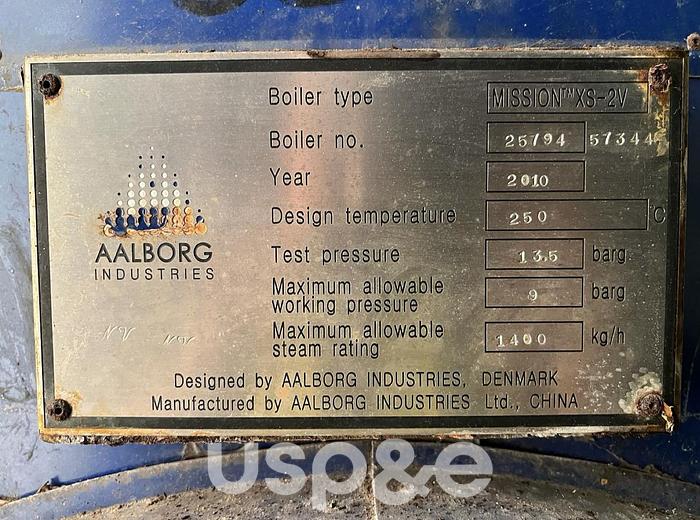 Boiler type MISSION™XS-2V
Boiler no. 25794 57344
Year 2010
Design temperature 250 °C
Test pressure 13.5 barg
Maximum allowable
working pressure 9 barg
Maximum allowable
steam rating 1400 kg/h
AALBORG
INDUSTRIES
Designed by AALBORG INDUSTRIES, DENMARK
Manufactured by AALBORG INDUSTRIES Ltd., CHINA
usp&e